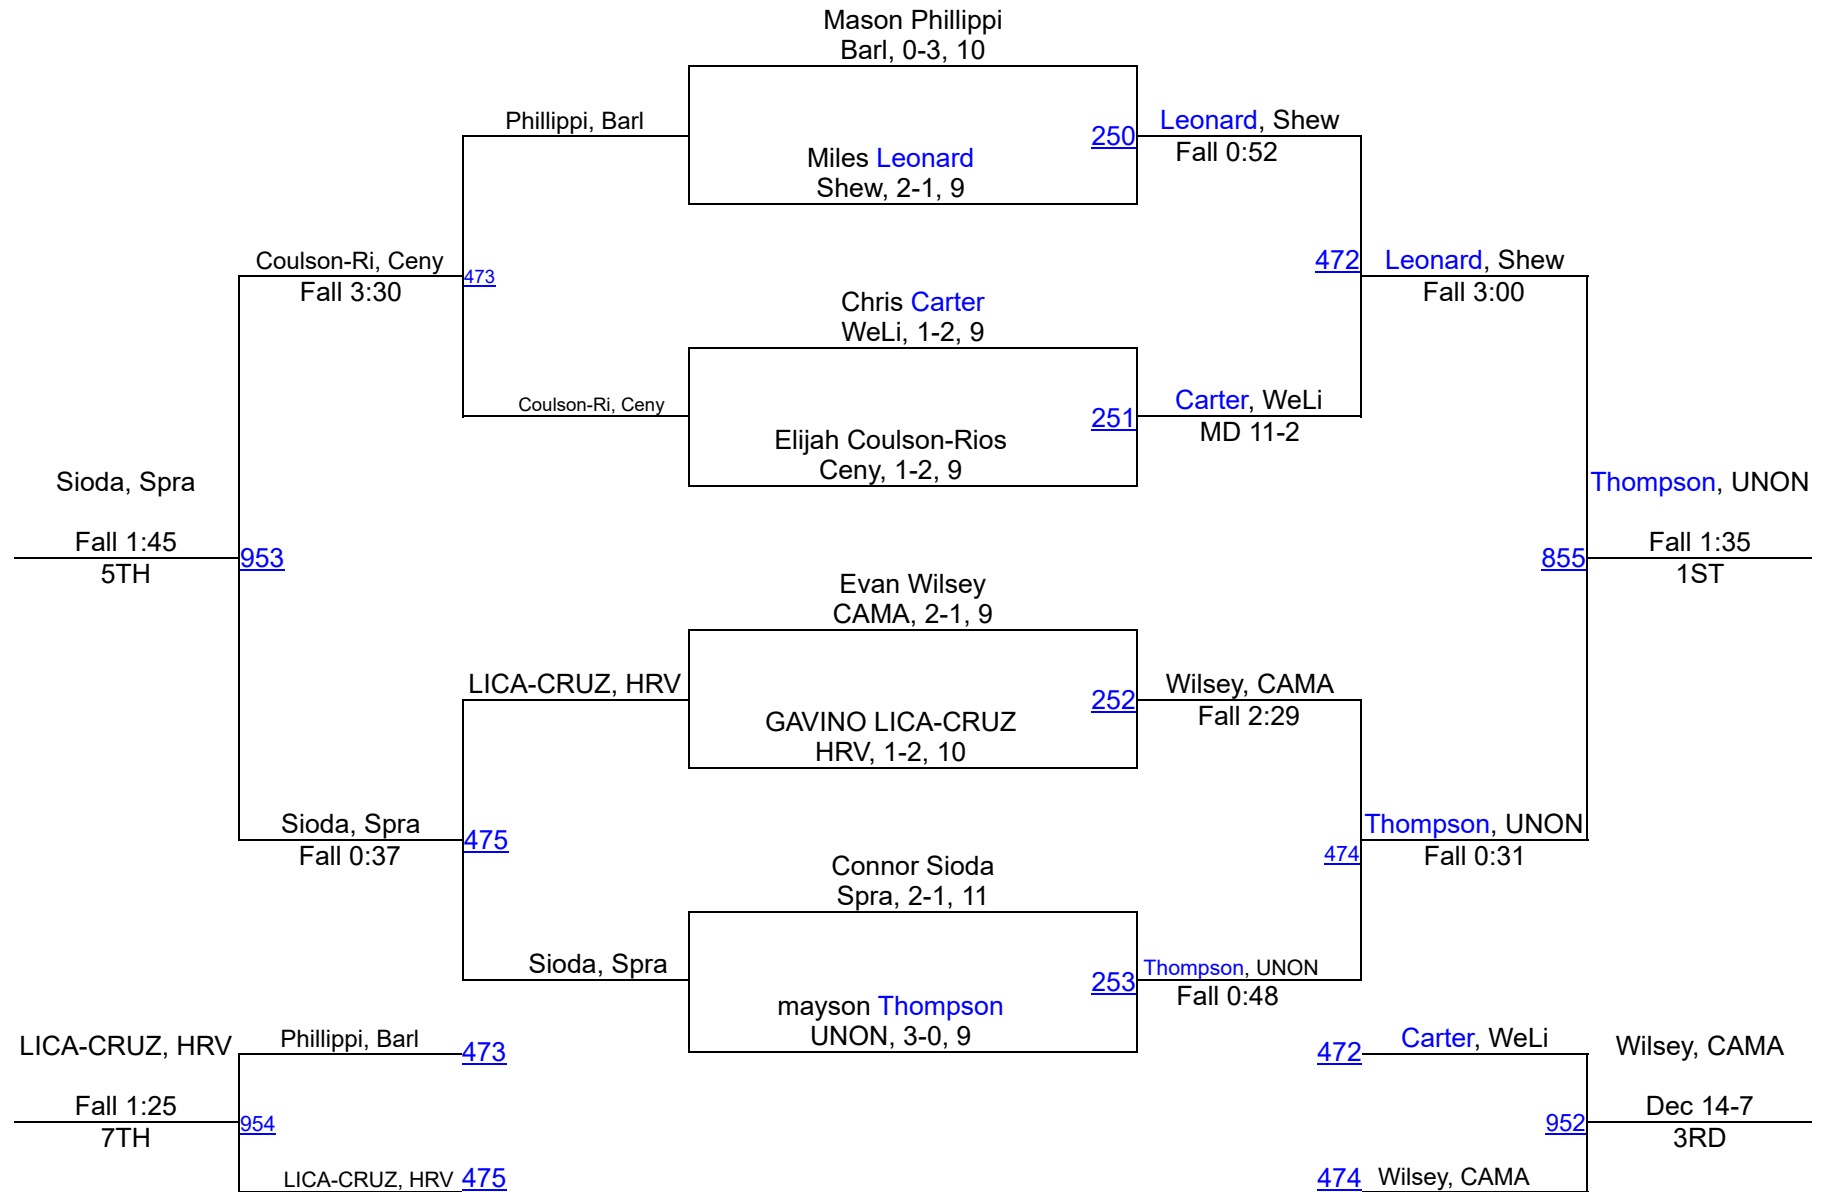 Mason Phillippi
Barl, 0-3, 10
Phillippi, Barl
250
Leonard, Shew
Fall 0:52
Miles Leonard
Shew, 2-1, 9
Coulson-Ri, Ceny
Fall 3:30
473
472
Leonard, Shew
Fall 3:00
Chris Carter
WeLi, 1-2, 9
Coulson-Ri, Ceny
251
Carter, WeLi
MD 11-2
Elijah Coulson-Rios
Ceny, 1-2, 9
Sioda, Spra
Fall 1:45
5TH
953
Thompson, UNON
855
Fall 1:35
1ST
Evan Wilsey
CAMA, 2-1, 9
LICA-CRUZ, HRV
252
Wilsey, CAMA
Fall 2:29
GAVINO LICA-CRUZ
HRV, 1-2, 10
Sioda, Spra
Fall 0:37
475
474
Thompson, UNON
Fall 0:31
Connor Sioda
Spra, 2-1, 11
Sioda, Spra
253
Thompson, UNON
Fall 0:48
mayson Thompson
UNON, 3-0, 9
LICA-CRUZ, HRV
Fall 1:25
7TH
Phillippi, Barl
473
954
LICA-CRUZ, HRV
475
472
Carter, WeLi
Wilsey, CAMA
952
Dec 14-7
3RD
474
Wilsey, CAMA